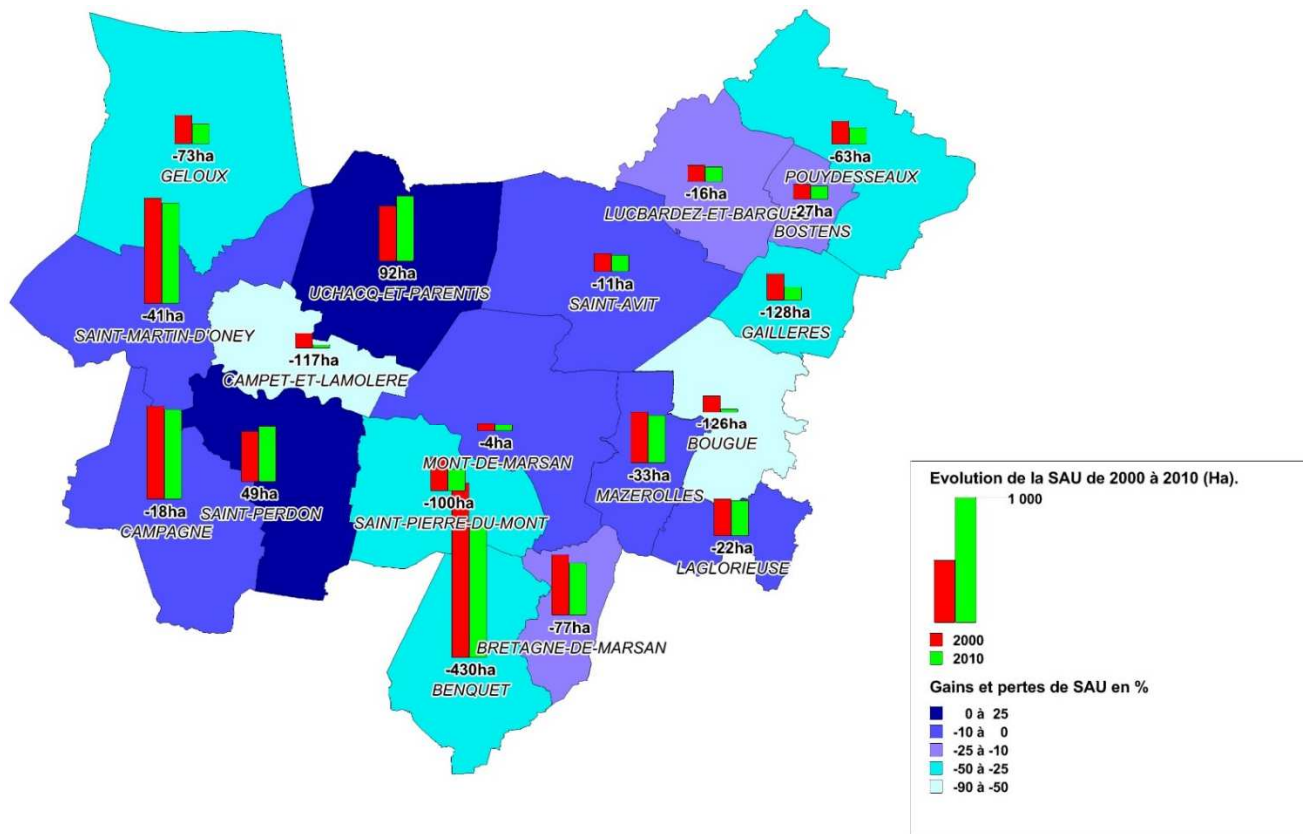 -73ha
GELOUX
-63ha
POUYDESSEAUX
-16ha
LUCBARDEZ-ET-BARGUES
-27ha
BOSTENS
92ha
UCHACQ-ET-PARENTIS
-11ha
SAINT-AVIT
-128ha
GAILLERES
-41ha
SAINT-MARTIN-D'ONEY
-117ha
CAMPET-ET-LAMOLERE
-126ha
BOUGUE
-4ha
MONT-DE-MARSAN
-33ha
MAZEROLLES
49ha
SAINT-PERDON
-18ha
CAMPAGNE
-100ha
SAINT-PIERRE-DU-MONT
-22ha
LAGLORIEUSE
-77ha
BRETAGNE-DE-MARSAN
-430ha
BENQUET
Evolution de la SAU de 2000 à 2010 (Ha).
1 000
2000
2010
Gains et pertes de SAU en %
0 à 25
-10 à 0
-25 à -10
-50 à -25
-90 à -50